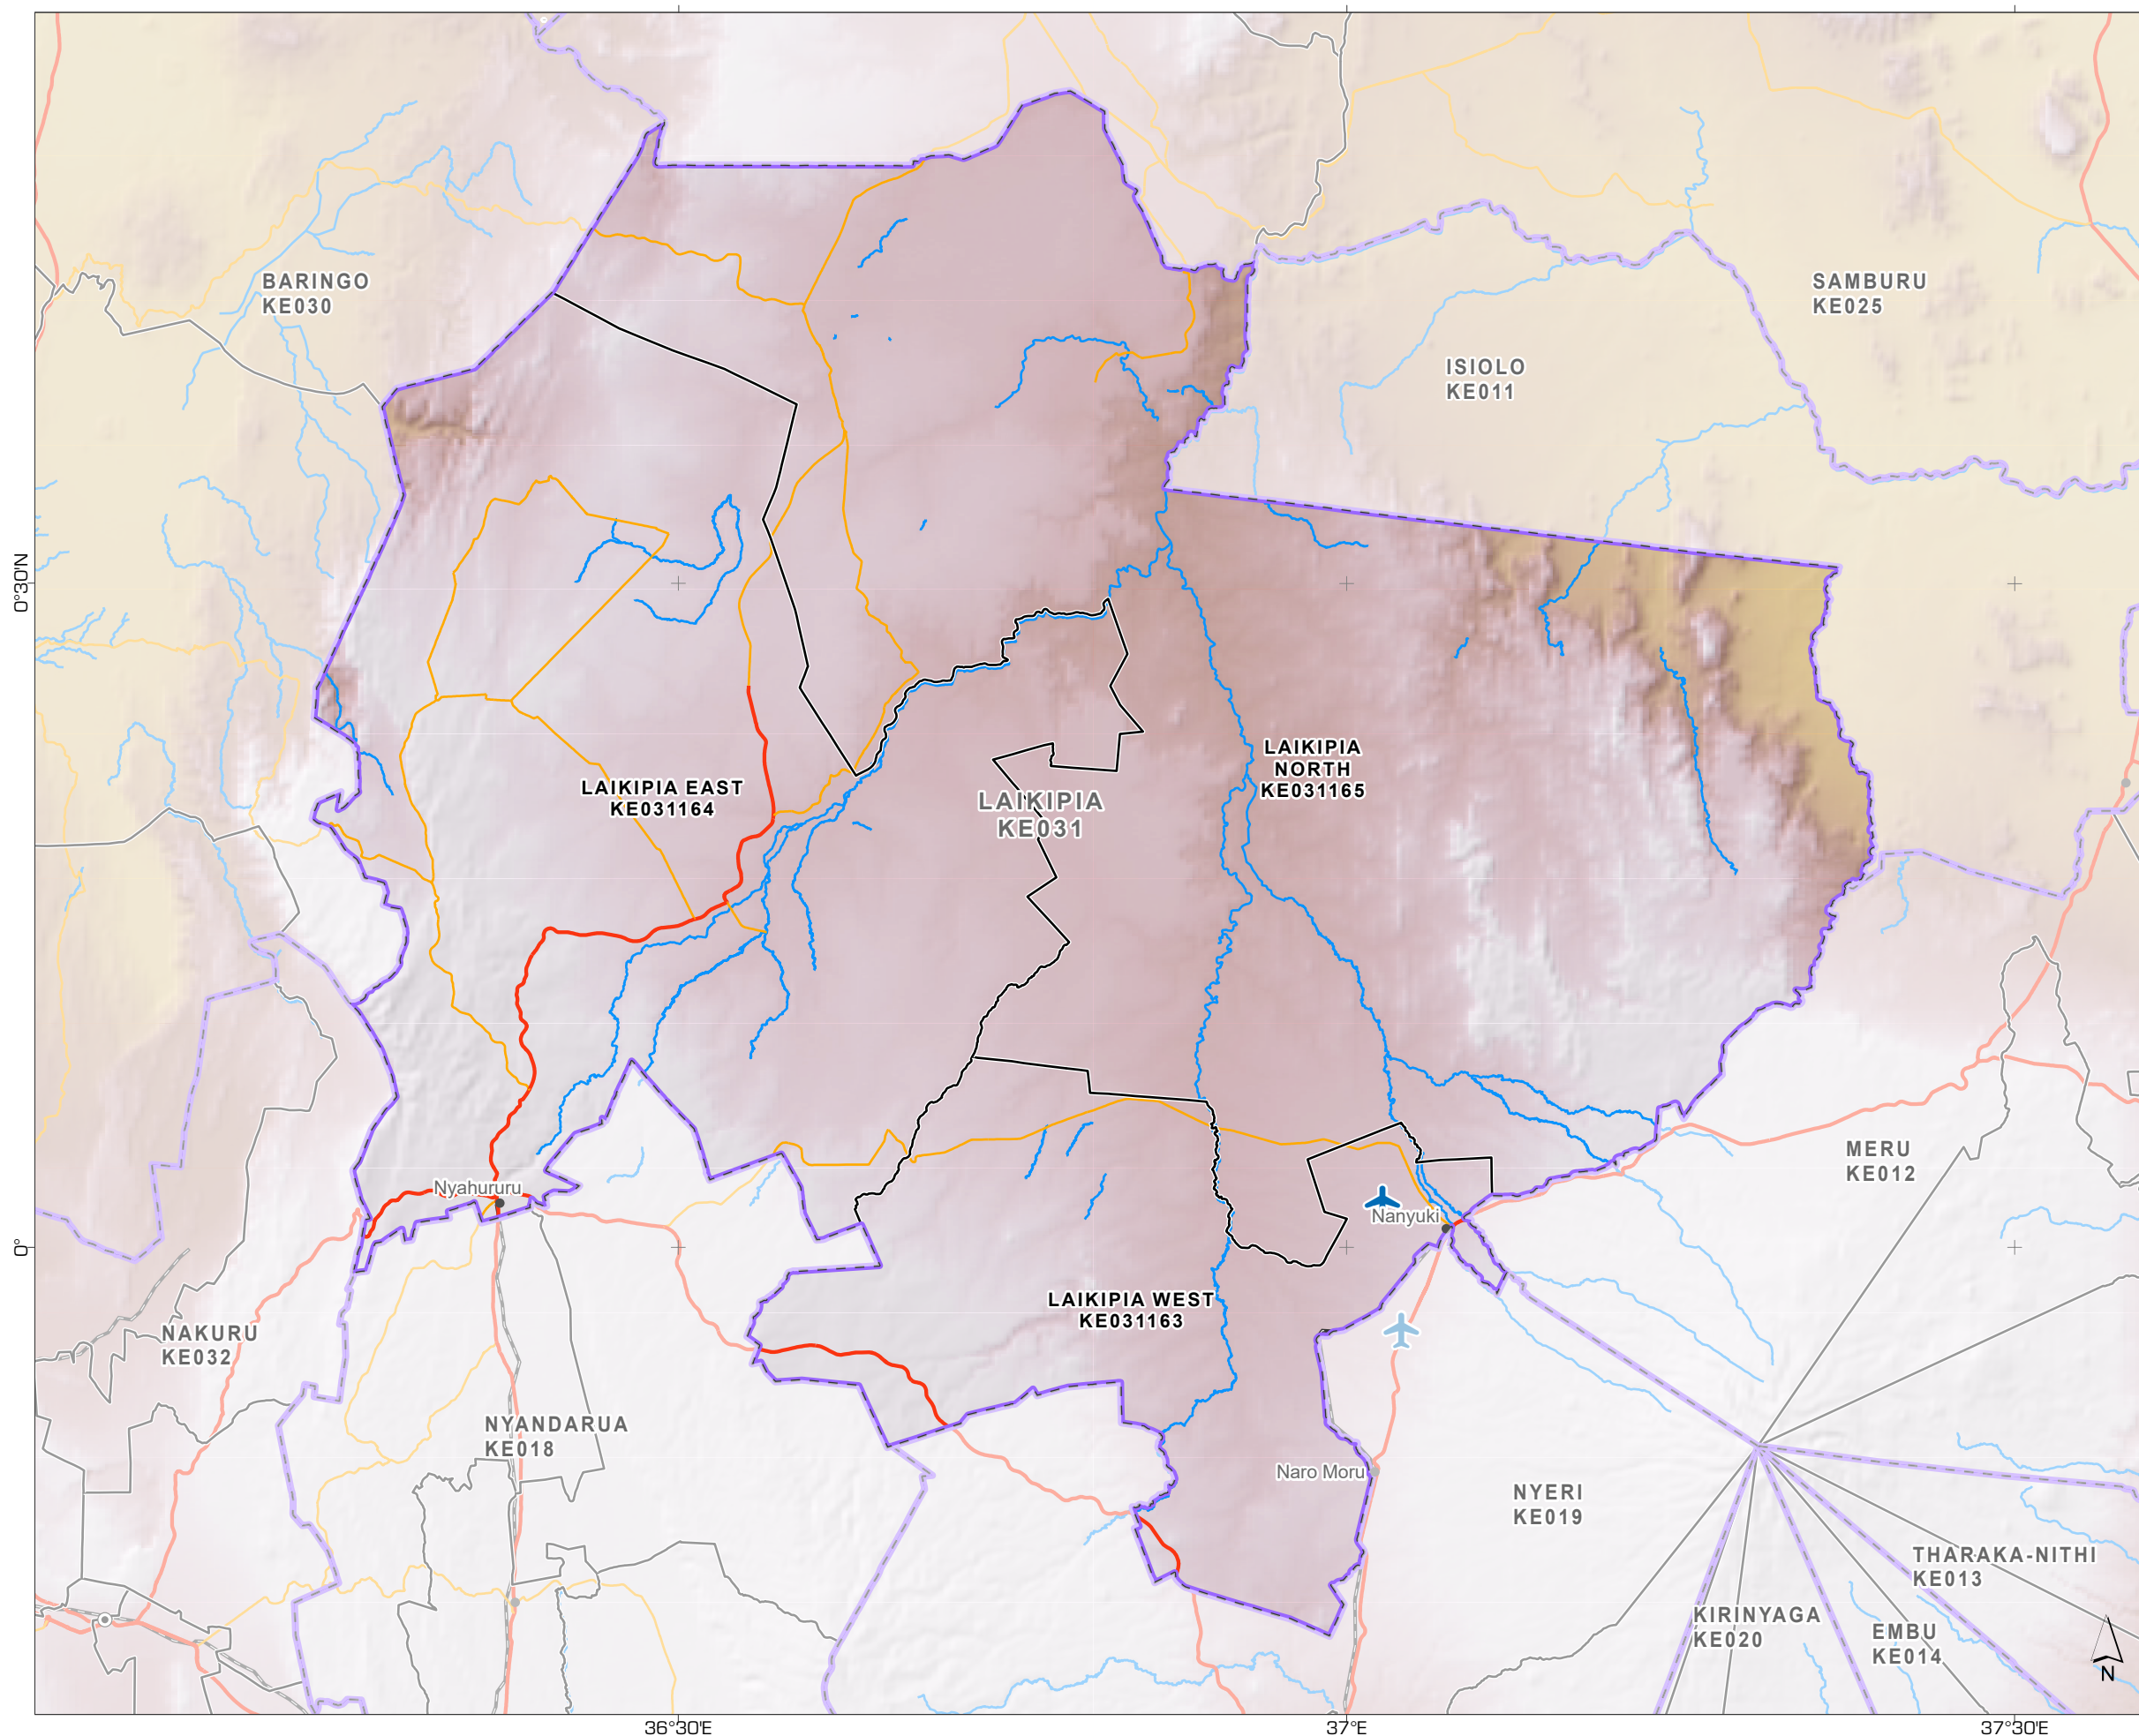 BARINGO
KE030
SAMBURU
KE025
ISIOLO
KE011
0°30'N
LAIKIPIA
NORTH
KE031165
LAIKIPIA EAST
KE031164
LAIKIPIA
KE031
MERU
KE012
Nyahururu
Nanyuki
0°
LAIKIPIA WEST
KE031163
NAKURU
KE032
NYANDARUA
KE018
Naro Moru
NYERI
KE019
THARAKA-NITHI
KE013
KIRINYAGA
KE020
EMBU
KE014
N
36°30'E
37°E
37°30'E